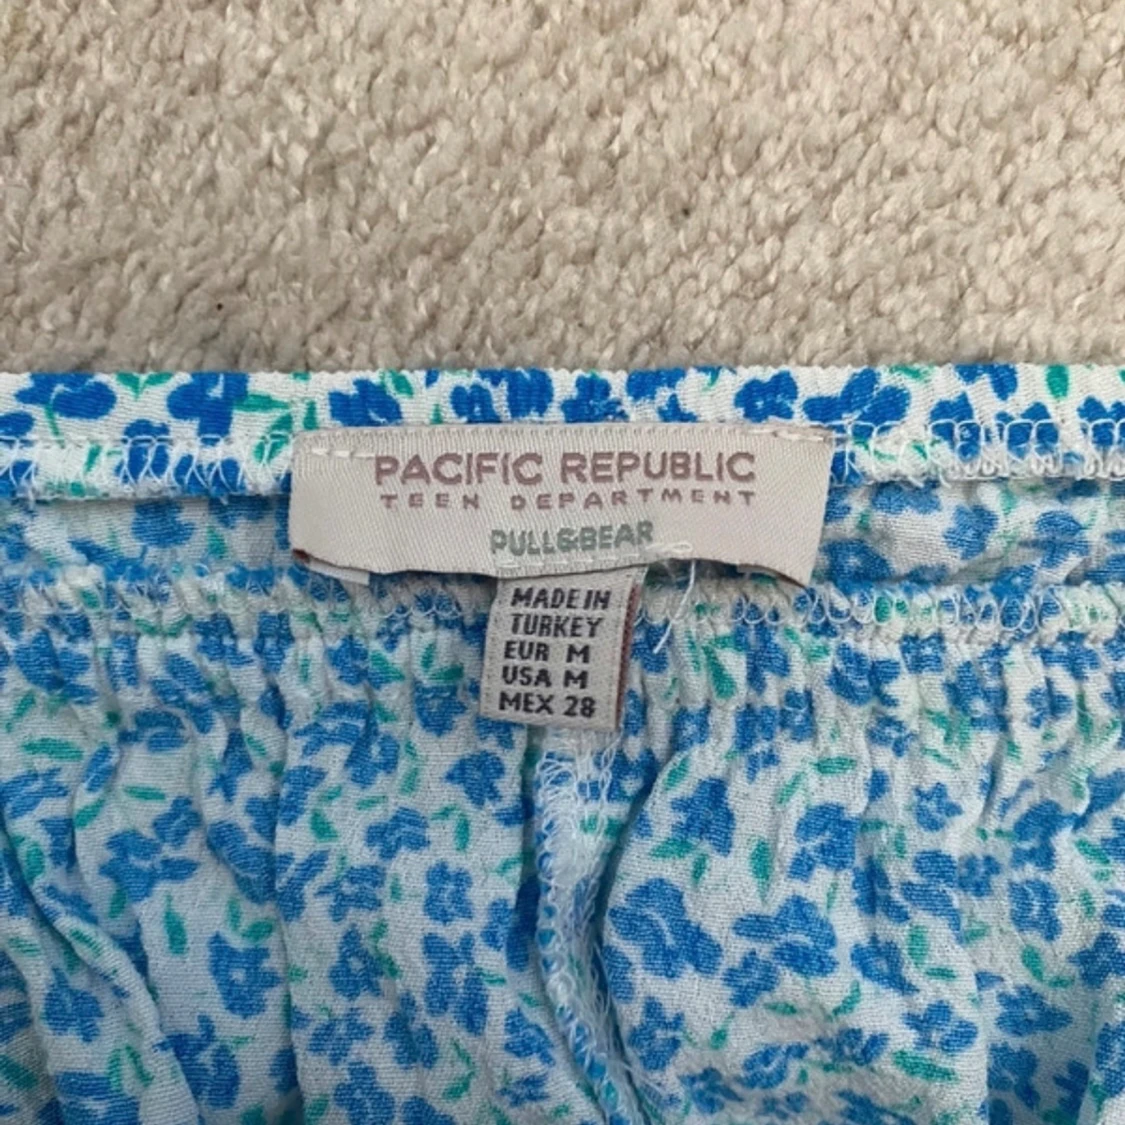 PACIFIC REPUBLIC
TEEN DEPARTMENT
PULL&BEAR
MADE IN
TURKEY
EUR M
USA M
MEX 28